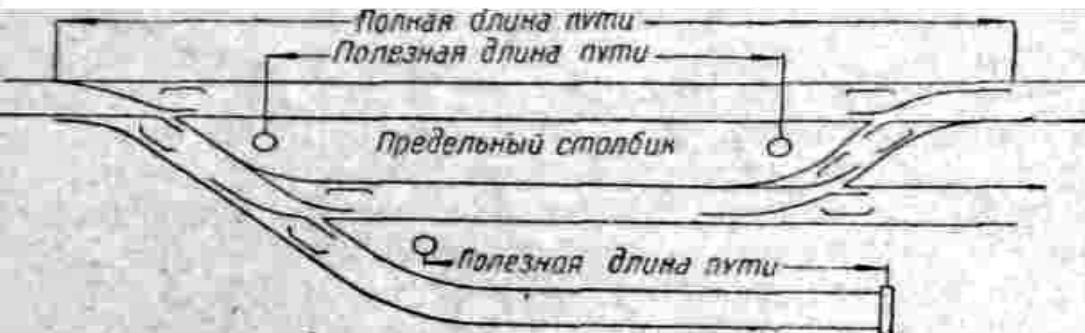 Полная длина пути
Полезная длина пути
Предельный столбик
Полезная длина пути